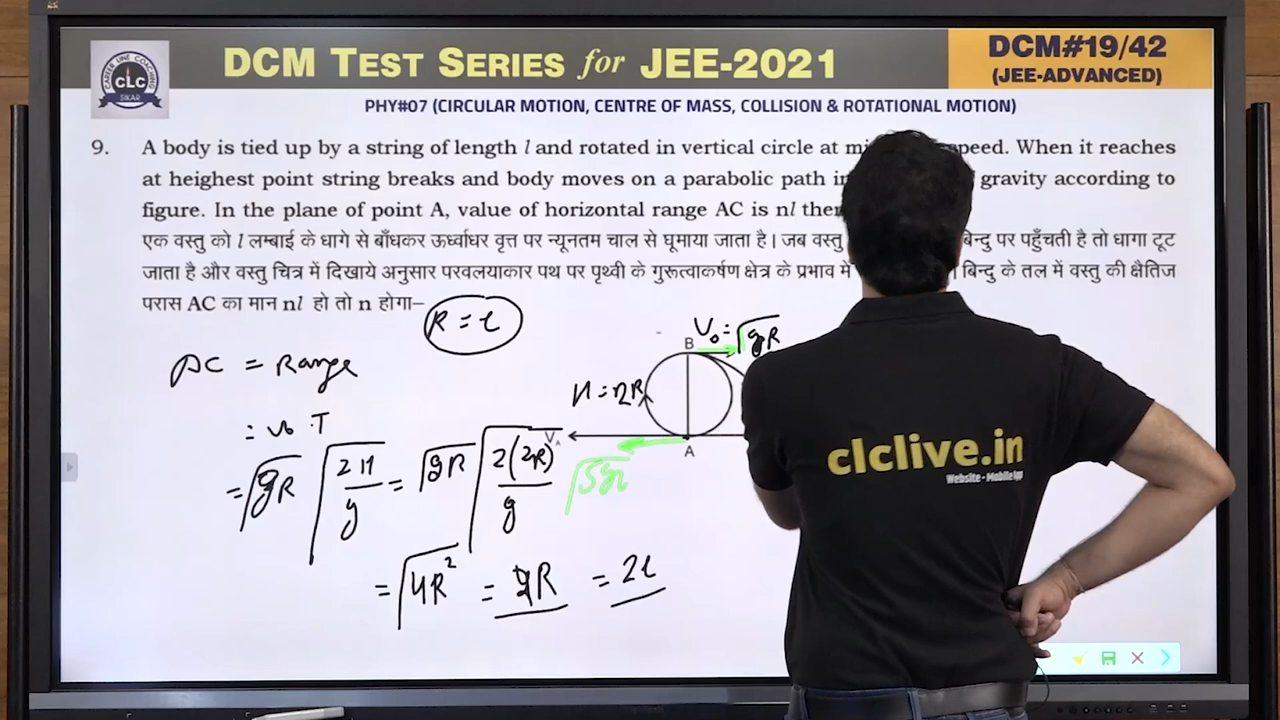 DCM TEST SERIES for JEE-2021
DCM#19/42
(JEE-ADVANCED)
CAREER LINE COACHING
CLC
SIKAR
PHY#07 (CIRCULAR MOTION, CENTRE OF MASS, COLLISION & ROTATIONAL MOTION)
9. A body is tied up by a string of length l and rotated in vertical circle at speed. When it reaches
at heighest point string breaks and body moves on a parabolic path gravity according to
figure. In the plane of point A, value of horizontal range AC is nl
एक वस्तु को l लम्बाई के धागे से बाँधकर ऊर्ध्वाधर वृत्त पर न्यूनतम चाल से घूमाया जाता है। जब वस्तु बिन्दु पर पहुँचती है तो धागा टूट
जाता है और वस्तु चित्र में दिखाये अनुसार परवलयाकार पथ पर पृथ्वी के गुरूत्वाकर्षण क्षेत्र के प्रभाव में बिन्दु के तल में वस्तु की क्षैतिज
परास AC का मान nl हो तो n होगा–
R = l
V₀ = √gR
B
AC = Range
H = 2R
= v₀ . T
Vₐ
A
√5gr
= √gR √2H/g = √gR √2(2R)/g
= √4R² = 2R = 2l
clclive.in
Website - Mobile App